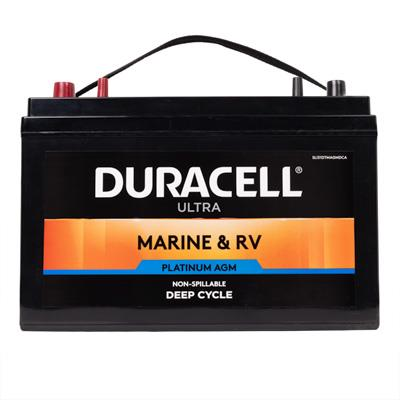 DURACELL®
ULTRA
MARINE & RV
PLATINUM AGM
NON-SPILLABLE
DEEP CYCLE